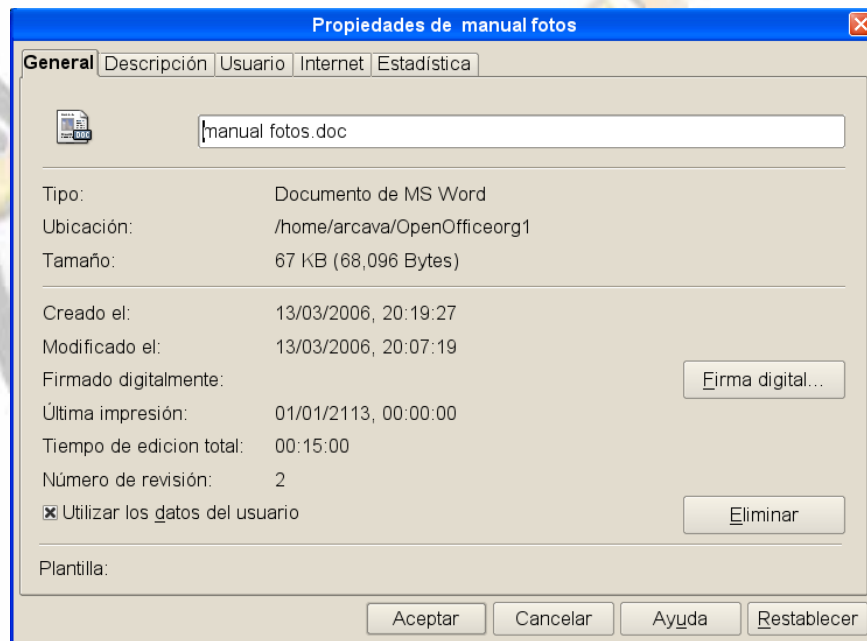 Propiedades de manual fotos
General Descripción Usuario Internet Estadística
manual fotos.doc
Tipo: Documento de MS Word
Ubicación: /home/arcava/OpenOfficeorg1
Tamaño: 67 KB (68,096 Bytes)
Creado el: 13/03/2006, 20:19:27
Modificado el: 13/03/2006, 20:07:19
Firmado digitalmente: Firma digital...
Última impresión: 01/01/2113, 00:00:00
Tiempo de edicion total: 00:15:00
Número de revisión: 2
Utilizar los datos del usuario Eliminar
Plantilla:
Aceptar Cancelar Ayuda Restablecer